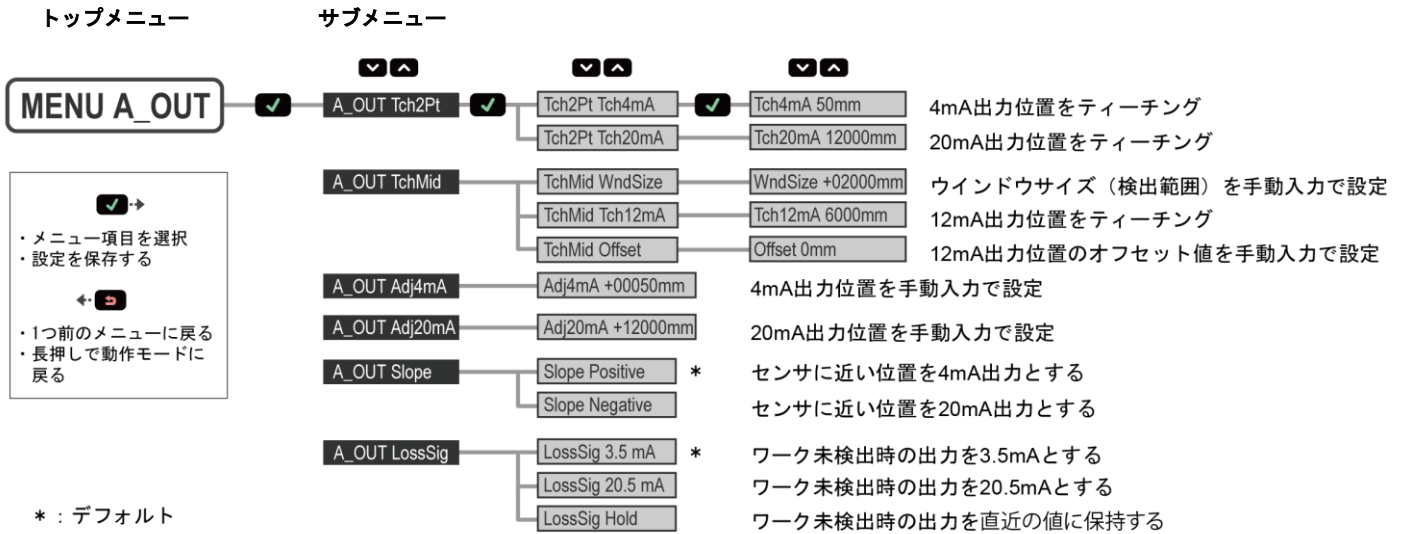 トップメニュー
サブメニュー
MENU A_OUT
A_OUT Tch2Pt
Tch2Pt Tch4mA
Tch4mA 50mm
4mA出力位置をティーチング
Tch2Pt Tch20mA
Tch20mA 12000mm
20mA出力位置をティーチング
A_OUT TchMid
TchMid WndSize
WndSize +02000mm
ウインドウサイズ（検出範囲）を手動入力で設定
TchMid Tch12mA
Tch12mA 6000mm
12mA出力位置をティーチング
TchMid Offset
Offset 0mm
12mA出力位置のオフセット値を手動入力で設定
A_OUT Adj4mA
Adj4mA +00050mm
4mA出力位置を手動入力で設定
A_OUT Adj20mA
Adj20mA +12000mm
20mA出力位置を手動入力で設定
A_OUT Slope
Slope Positive
*
センサに近い位置を4mA出力とする
Slope Negative
センサに近い位置を20mA出力とする
A_OUT LossSig
LossSig 3.5 mA
*
ワーク未検出時の出力を3.5mAとする
LossSig 20.5 mA
ワーク未検出時の出力を20.5mAとする
LossSig Hold
ワーク未検出時の出力を直近の値に保持する
・メニュー項目を選択
・設定を保存する
・1つ前のメニューに戻る
・長押しで動作モードに
戻る
*：デフォルト